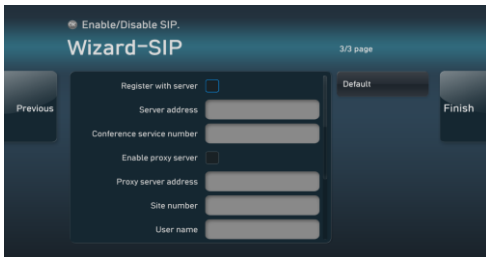 Enable/Disable SIP.
Wizard-SIP
3/3 page
Previous
Register with server
Default
Finish
Server address
Conference service number
Enable proxy server
Proxy server address
Site number
User name